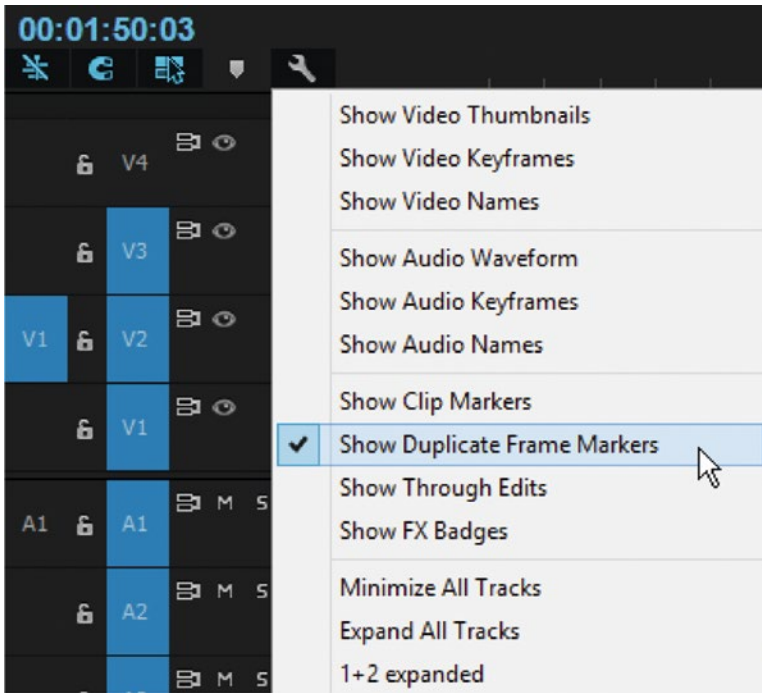 00:01:50:03
Show Video Thumbnails
V4
Show Video Keyframes
Show Video Names
V3
Show Audio Waveform
Show Audio Keyframes
V1 V2
Show Audio Names
Show Clip Markers
V1
Show Duplicate Frame Markers
Show Through Edits
A1 A1 M S
Show FX Badges
Minimize All Tracks
A2 M S
Expand All Tracks
M S
1+2 expanded